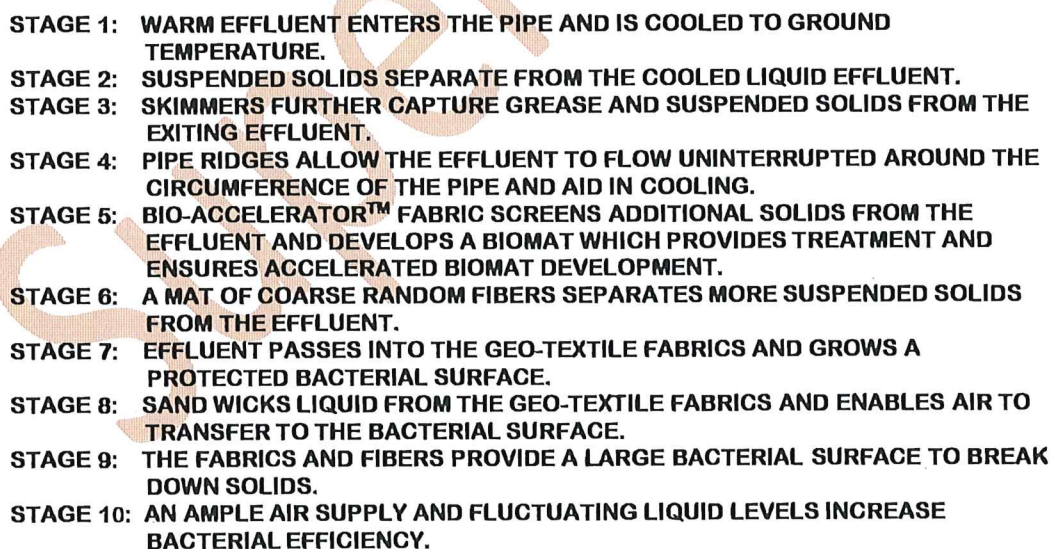 STAGE 1: WARM EFFLUENT ENTERS THE PIPE AND IS COOLED TO GROUND
TEMPERATURE.
STAGE 2: SUSPENDED SOLIDS SEPARATE FROM THE COOLED LIQUID EFFLUENT.
STAGE 3: SKIMMERS FURTHER CAPTURE GREASE AND SUSPENDED SOLIDS FROM THE
EXITING EFFLUENT.
STAGE 4: PIPE RIDGES ALLOW THE EFFLUENT TO FLOW UNINTERRUPTED AROUND THE
CIRCUMFERENCE OF THE PIPE AND AID IN COOLING.
STAGE 5: BIO-ACCELERATOR™ FABRIC SCREENS ADDITIONAL SOLIDS FROM THE
EFFLUENT AND DEVELOPS A BIOMAT WHICH PROVIDES TREATMENT AND
ENSURES ACCELERATED BIOMAT DEVELOPMENT.
STAGE 6: A MAT OF COARSE RANDOM FIBERS SEPARATES MORE SUSPENDED SOLIDS
FROM THE EFFLUENT.
STAGE 7: EFFLUENT PASSES INTO THE GEO-TEXTILE FABRICS AND GROWS A
PROTECTED BACTERIAL SURFACE.
STAGE 8: SAND WICKS LIQUID FROM THE GEO-TEXTILE FABRICS AND ENABLES AIR TO
TRANSFER TO THE BACTERIAL SURFACE.
STAGE 9: THE FABRICS AND FIBERS PROVIDE A LARGE BACTERIAL SURFACE TO BREAK
DOWN SOLIDS.
STAGE 10: AN AMPLE AIR SUPPLY AND FLUCTUATING LIQUID LEVELS INCREASE
BACTERIAL EFFICIENCY.